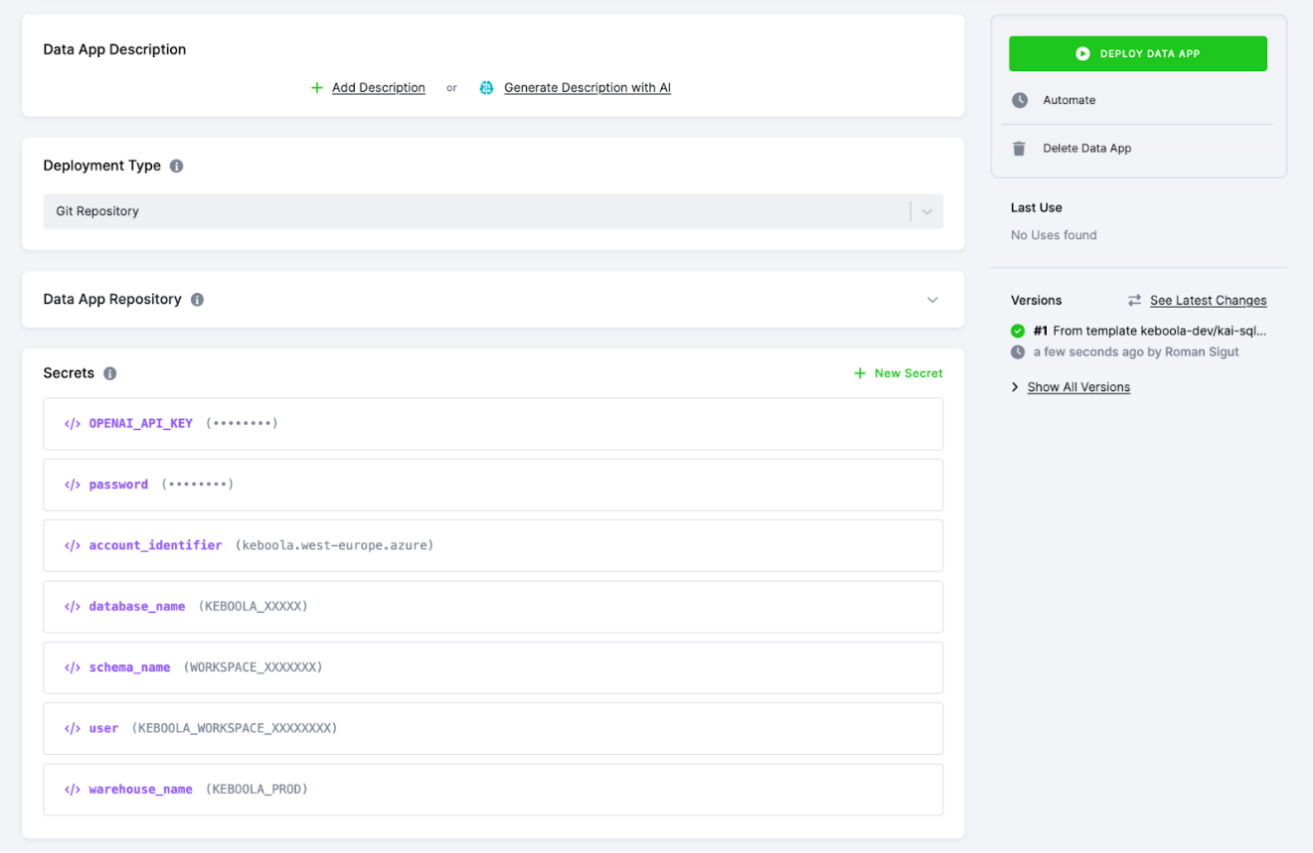 Data App Description
Add Description or Generate Description with AI
Deployment Type
Git Repository
Data App Repository
Secrets
New Secret
</> OPENAI_API_KEY (••••••••)
</> password (••••••••)
</> account_identifier (keboola.west-europe.azure)
</> database_name (KEBOOLA_XXXXX)
</> schema_name (WORKSPACE_XXXXXXX)
</> user (KEBOOLA_WORKSPACE_XXXXXXXX)
</> warehouse_name (KEBOOLA_PROD)
DEPLOY DATA APP
Automate
Delete Data App
Last Use
No Uses found
Versions See Latest Changes
#1 From template keboola-dev/kai-sql...
a few seconds ago by Roman Sigut
Show All Versions